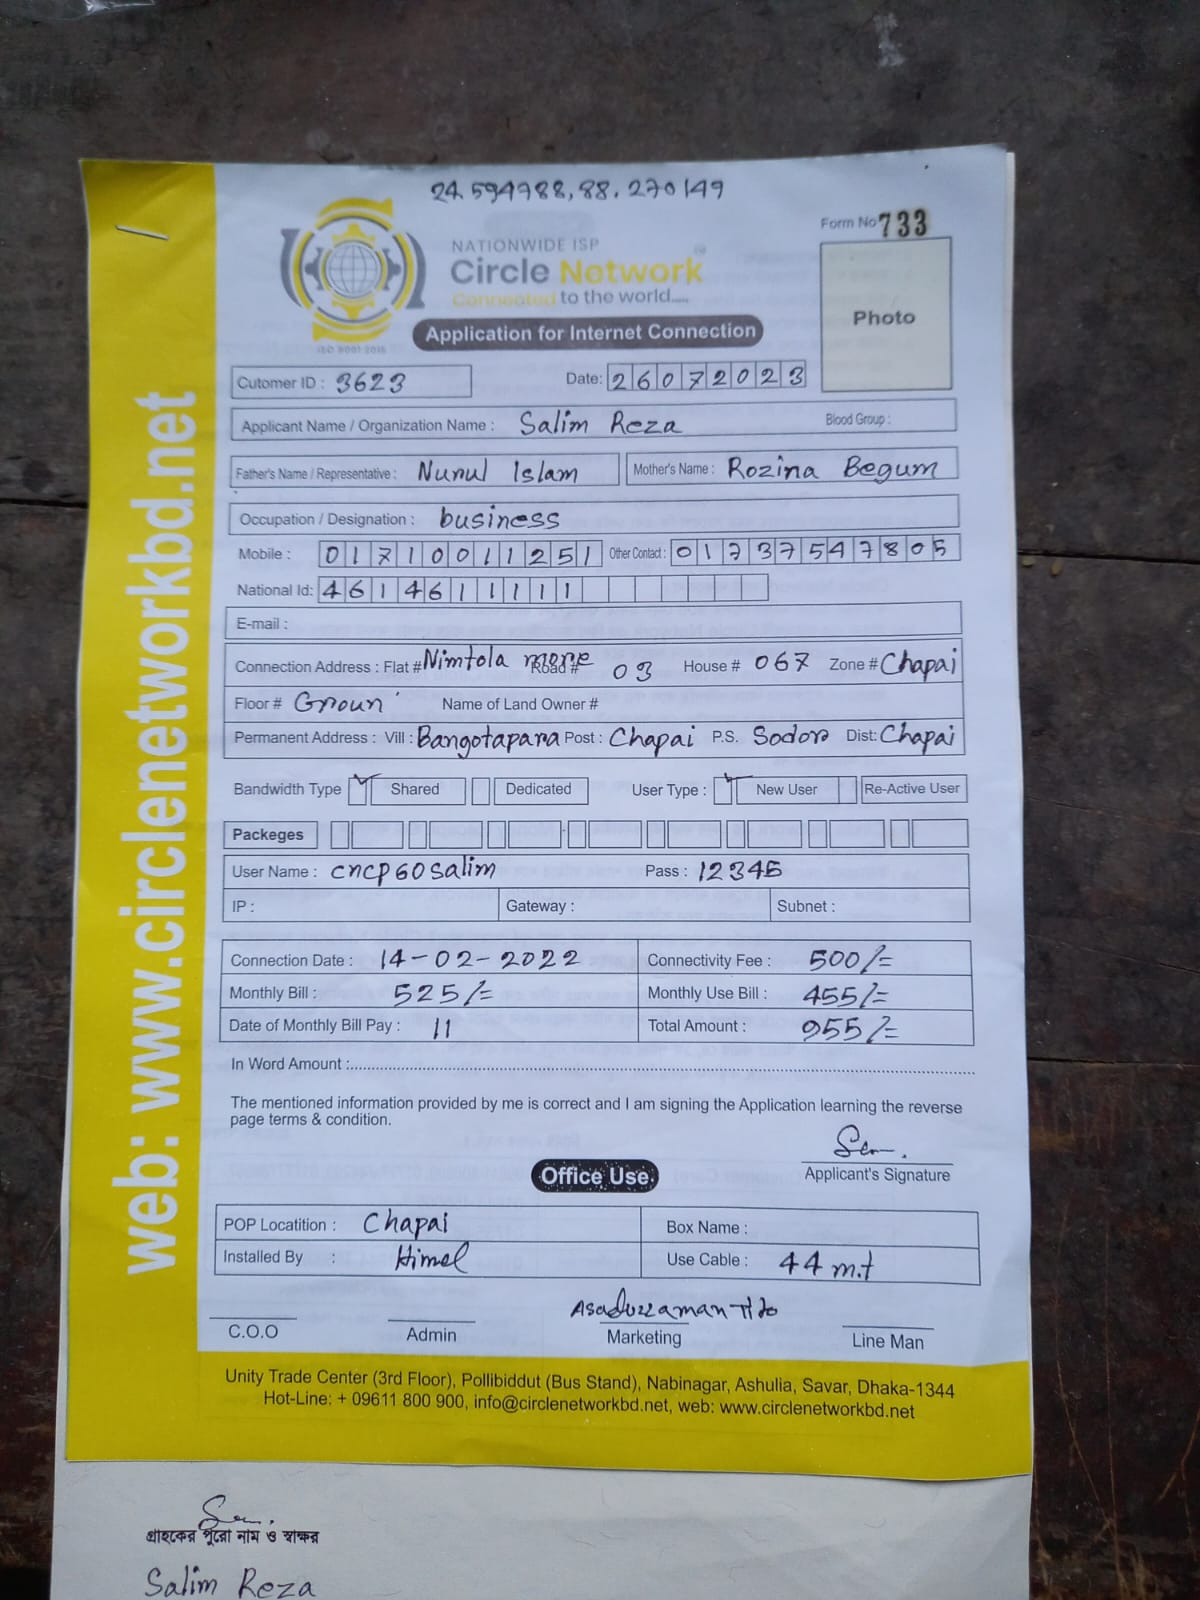 24.594788, 88.270149
Form No 733
NATIONWIDE ISP
Circle Network
Connected to the world.....
ISO 9001:2015
Photo
Application for Internet Connection
Cutomer ID : 3623
Date: 26072023
Applicant Name / Organization Name : Salim Reza
Blood Group :
Father's Name / Representative : Nurul Islam
Mother's Name : Rozina Begum
Occupation / Designation : business
Mobile : 01710011251 Other Contact : 01737547805
National Id: 4614611111
E-mail :
Connection Address : Flat # Nimtola more Road # 03 House # 067 Zone # Chapai
Floor # Groun Name of Land Owner #
Permanent Address : Vill : Bangotapara Post : Chapai P.S. Sodor Dist: Chapai
Bandwidth Type Shared Dedicated User Type : New User Re-Active User
Packeges
User Name : cncp60salim Pass : 12345
IP : Gateway : Subnet :
Connection Date : 14-02-2022 Connectivity Fee : 500/=
Monthly Bill : 525/= Monthly Use Bill : 455/=
Date of Monthly Bill Pay : 11 Total Amount : 955/=
In Word Amount :
The mentioned information provided by me is correct and I am signing the Application learning the reverse
page terms & condition.
Applicant's Signature
Office Use
POP Locatition : Chapai Box Name :
Installed By : Himel Use Cable : 44 m.t
Asaduzzaman
C.O.O Admin Marketing Line Man
Unity Trade Center (3rd Floor), Pollibiddut (Bus Stand), Nabinagar, Ashulia, Savar, Dhaka-1344
Hot-Line: + 09611 800 900, info@circlenetworkbd.net, web: www.circlenetworkbd.net
web: www.circlenetworkbd.net
গ্রাহকের পুরো নাম ও স্বাক্ষর
Salim Reza